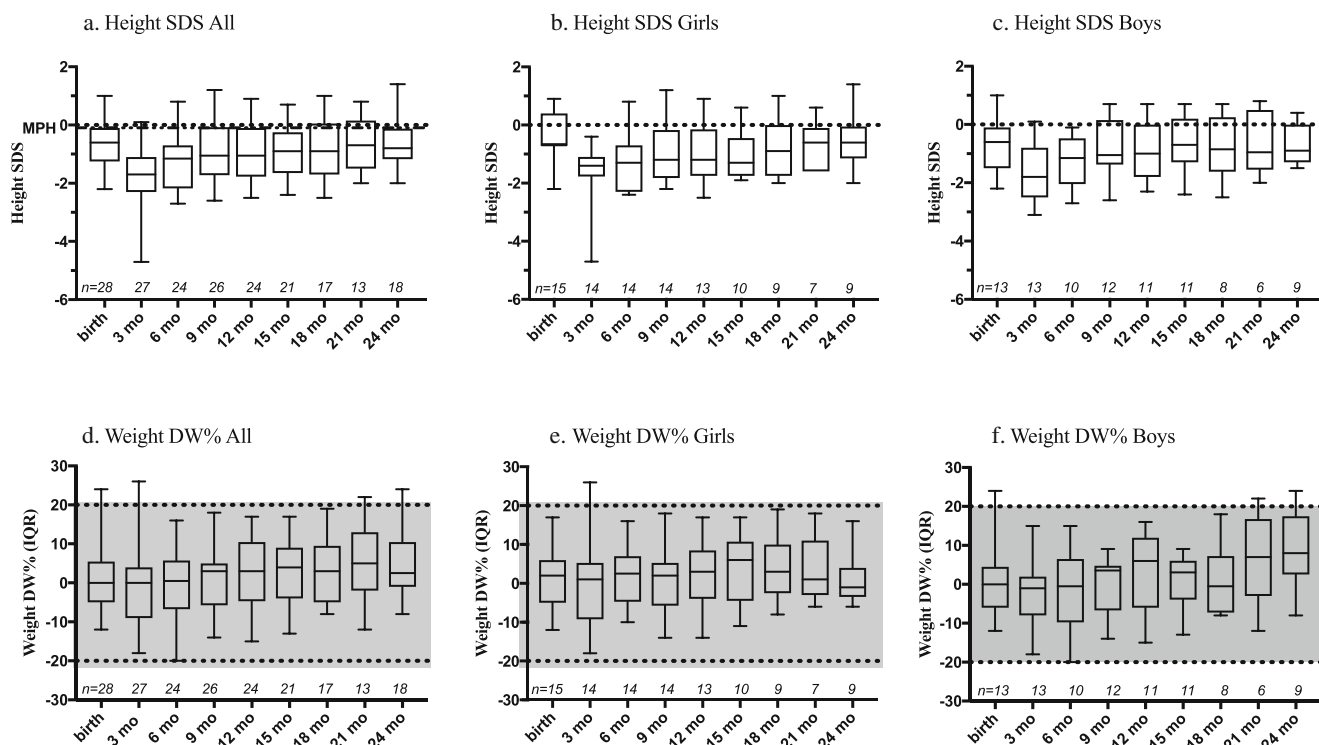 a. Height SDS All
b. Height SDS Girls
c. Height SDS Boys
2
MPH 0
-2
-4
-6
Height SDS
n=28 27 24 26 24 21 17 13 18
birth 3 mo 6 mo 9 mo 12 mo 15 mo 18 mo 21 mo 24 mo
2
0
-2
-4
-6
Height SDS
n=15 14 14 14 13 10 9 7 9
birth 3 mo 6 mo 9 mo 12 mo 15 mo 18 mo 21 mo 24 mo
2
0
-2
-4
-6
Height SDS
n=13 13 10 12 11 11 8 6 9
birth 3 mo 6 mo 9 mo 12 mo 15 mo 18 mo 21 mo 24 mo
d. Weight DW% All
e. Weight DW% Girls
f. Weight DW% Boys
30
20
10
0
-10
-20
-30
Weight DW% (IQR)
n=28 27 24 26 24 21 17 13 18
birth 3 mo 6 mo 9 mo 12 mo 15 mo 18 mo 21 mo 24 mo
30
20
10
0
-10
-20
-30
Weight DW% (IQR)
n=15 14 14 14 13 10 9 7 9
birth 3 mo 6 mo 9 mo 12 mo 15 mo 18 mo 21 mo 24 mo
30
20
10
0
-10
-20
-30
Weight DW% (IQR)
n=13 13 10 12 11 11 8 6 9
birth 3 mo 6 mo 9 mo 12 mo 15 mo 18 mo 21 mo 24 mo